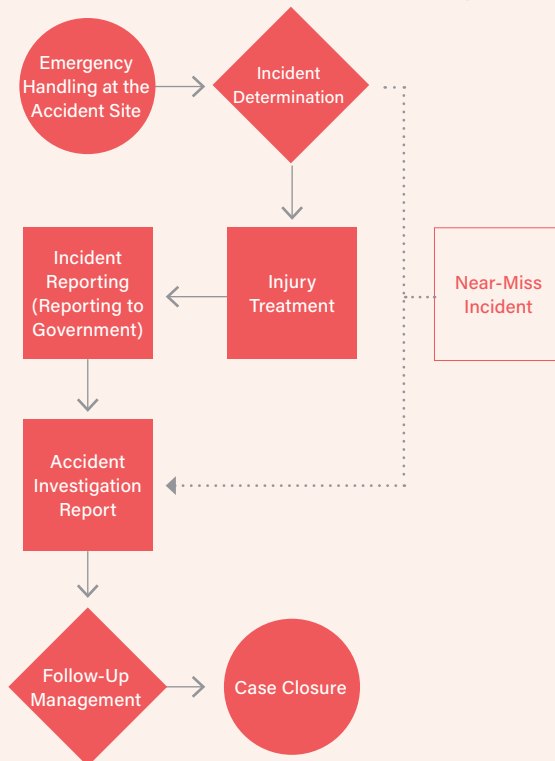 Emergency
Handling at the
Accident Site
Incident
Determination
Incident
Reporting
(Reporting to
Government)
Injury
Treatment
Near-Miss
Incident
Accident
Investigation
Report
Follow-Up
Management
Case Closure